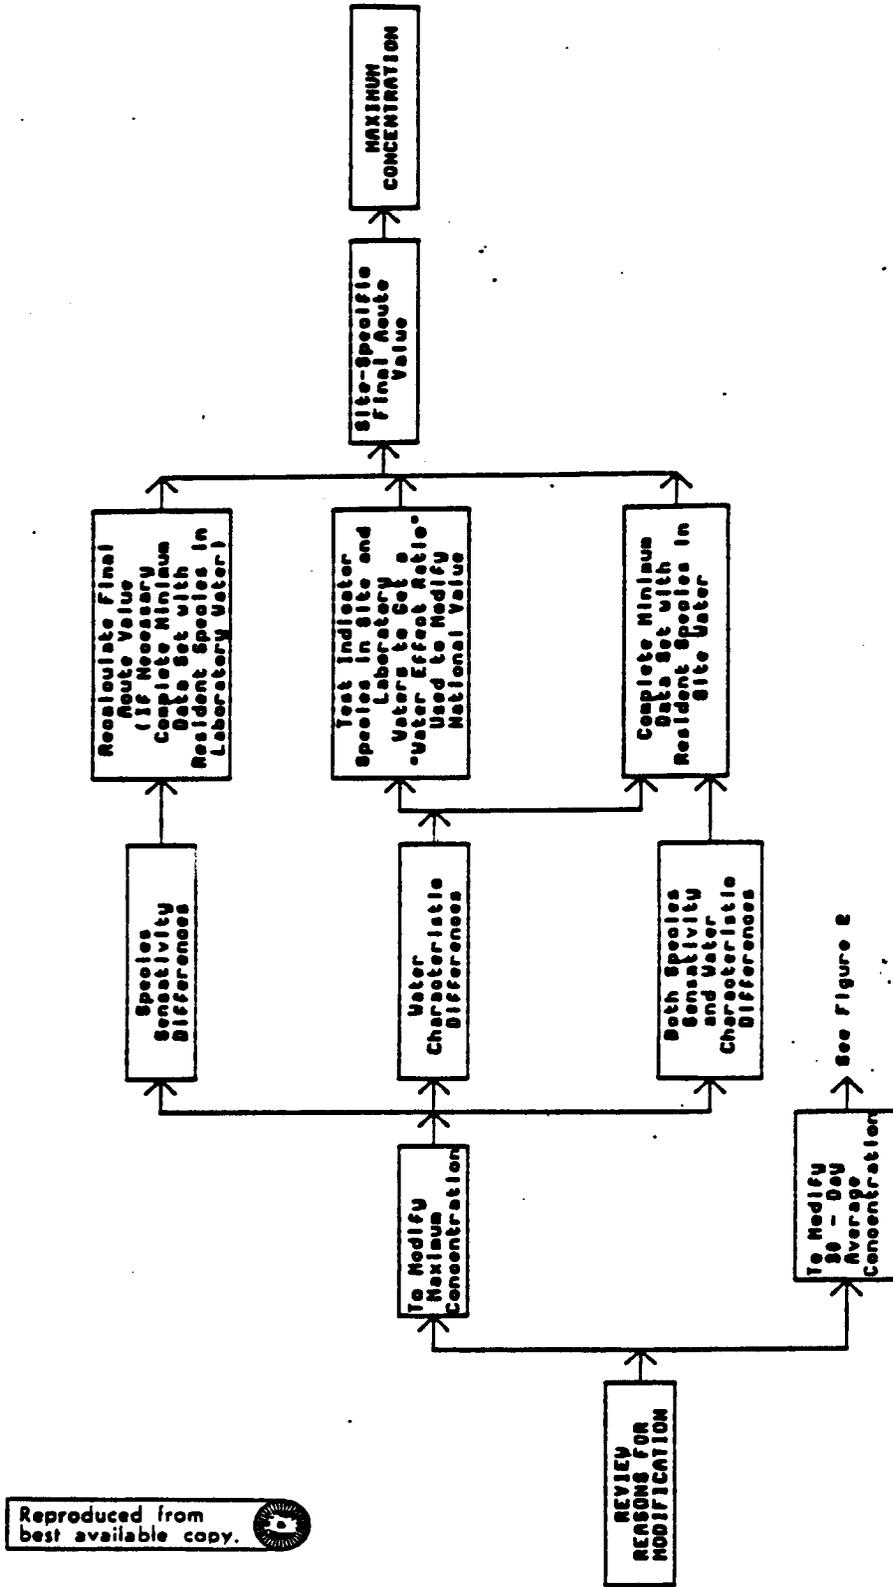 Reproduced from
best available copy.
REVIEW
REASONS FOR
MODIFICATION
To Modify
Maximum
Concentration
To Modify
30 - Day
Average
Concentration
See Figure 2
Species
Sensativity
Differences
Water
Characteristic
Differences
Both Species
Sensativity
and Water
Characteristic
Differences
Recalculate Final
Acute Value
(If Necessary
Complete Minimum
Data Set with
Resident Species in
Laboratory Water)
Test Indicator
Species in Site and
Laboratory
Waters to Get a
"Water Effect Ratio"
Used to Modify
National Value
Complete Minimum
Data Set with
Resident Species in
Site Water
Site-Specific
Final Acute
Value
MAXIMUM
CONCENTRATION